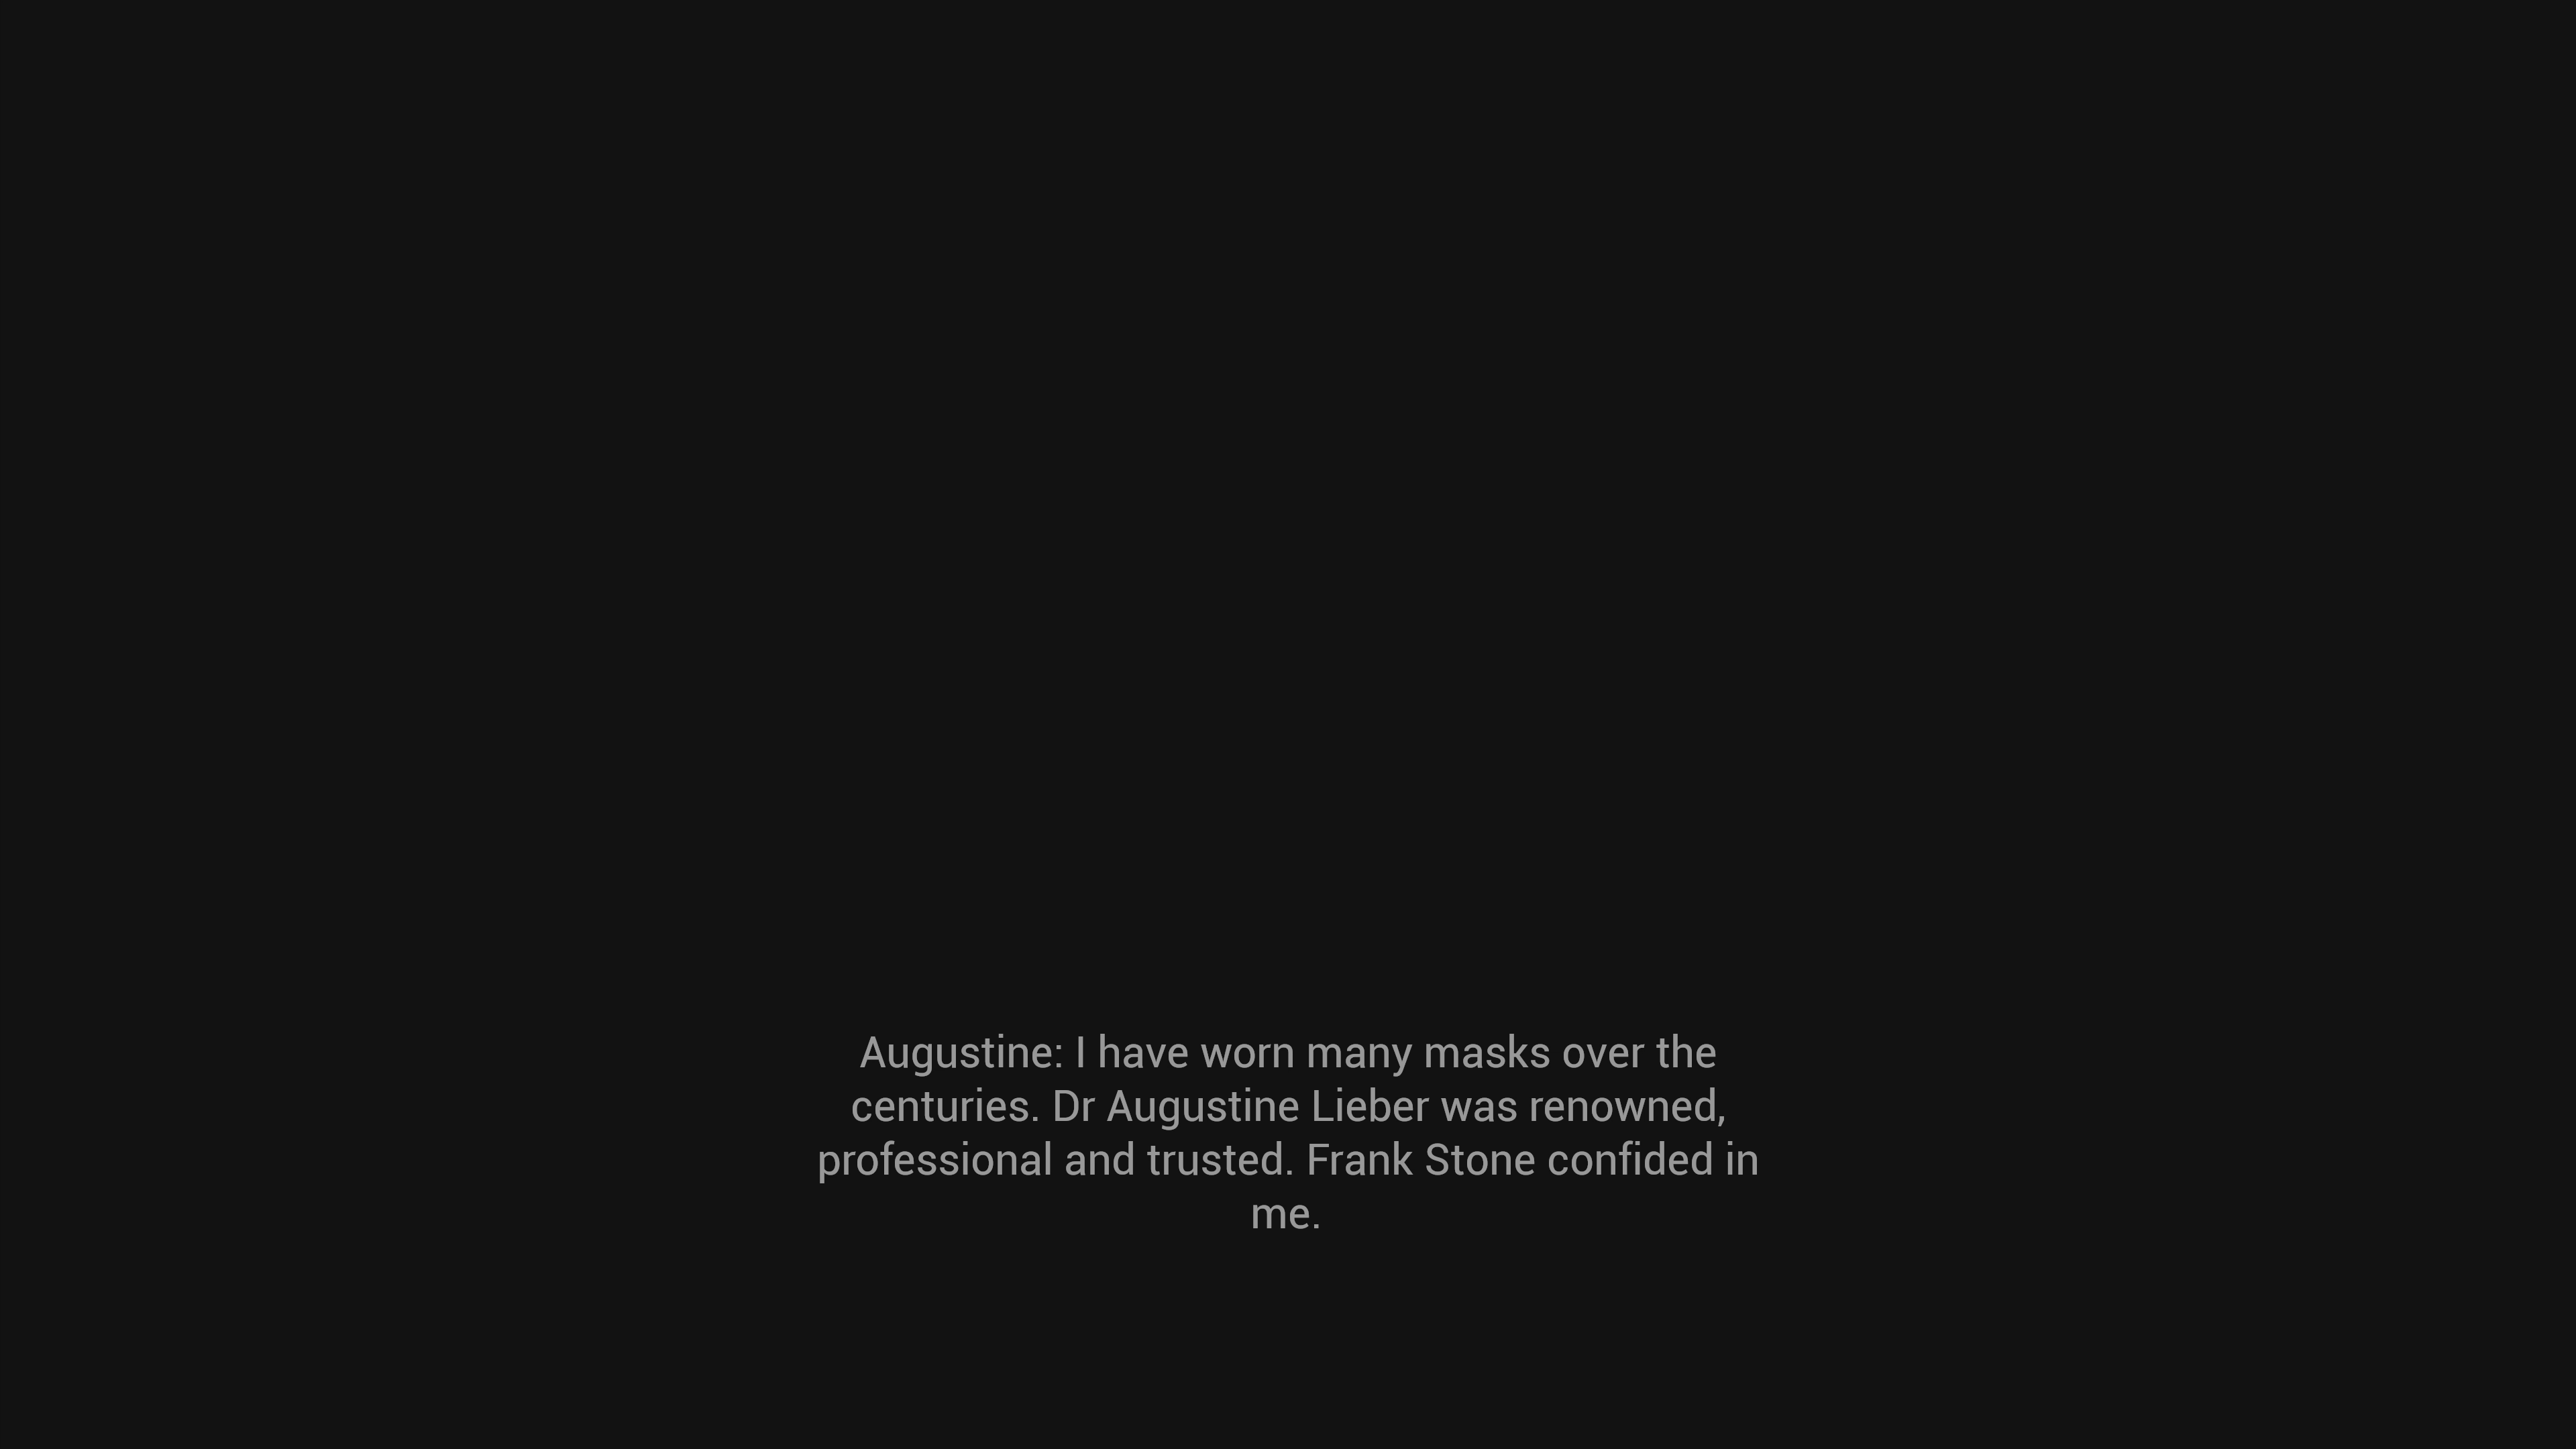 Augustine: I have worn many masks over the
centuries. Dr Augustine Lieber was renowned,
professional and trusted. Frank Stone confided in
me.